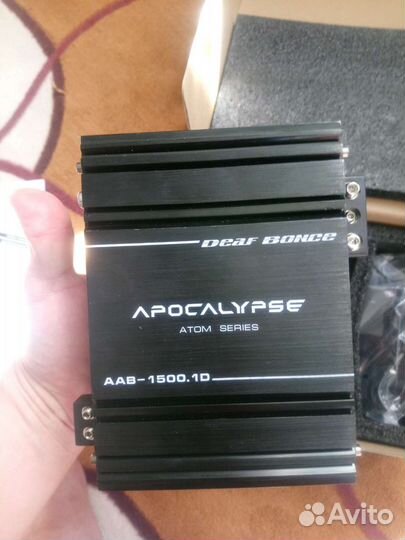 Deaf Bonce
APOCALYPSE
ATOM SERIES
AAB-1500.1D
Avito